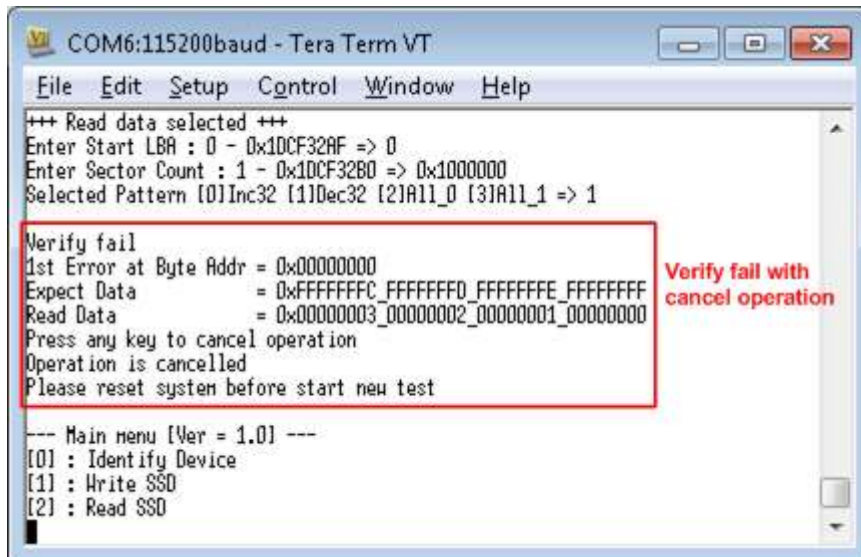 COM6:115200baud - Tera Term VT
File Edit Setup Control Window Help
+++ Read data selected +++
Enter Start LBA : 0 - 0x1DCF32AF => 0
Enter Sector Count : 1 - 0x1DCF32B0 => 0x1000000
Selected Pattern [0]Inc32 [1]Dec32 [2]All_0 [3]All_1 => 1
Verify fail
1st Error at Byte Addr = 0x00000000
Expect Data = 0xFFFFFFFC_FFFFFFFD_FFFFFFFE_FFFFFFFF
Read Data = 0x00000003_00000002_00000001_00000000
Press any key to cancel operation
Operation is cancelled
Please reset system before start new test
Verify fail with
cancel operation
--- Main menu [Ver = 1.0] ---
[0] : Identify Device
[1] : Write SSD
[2] : Read SSD